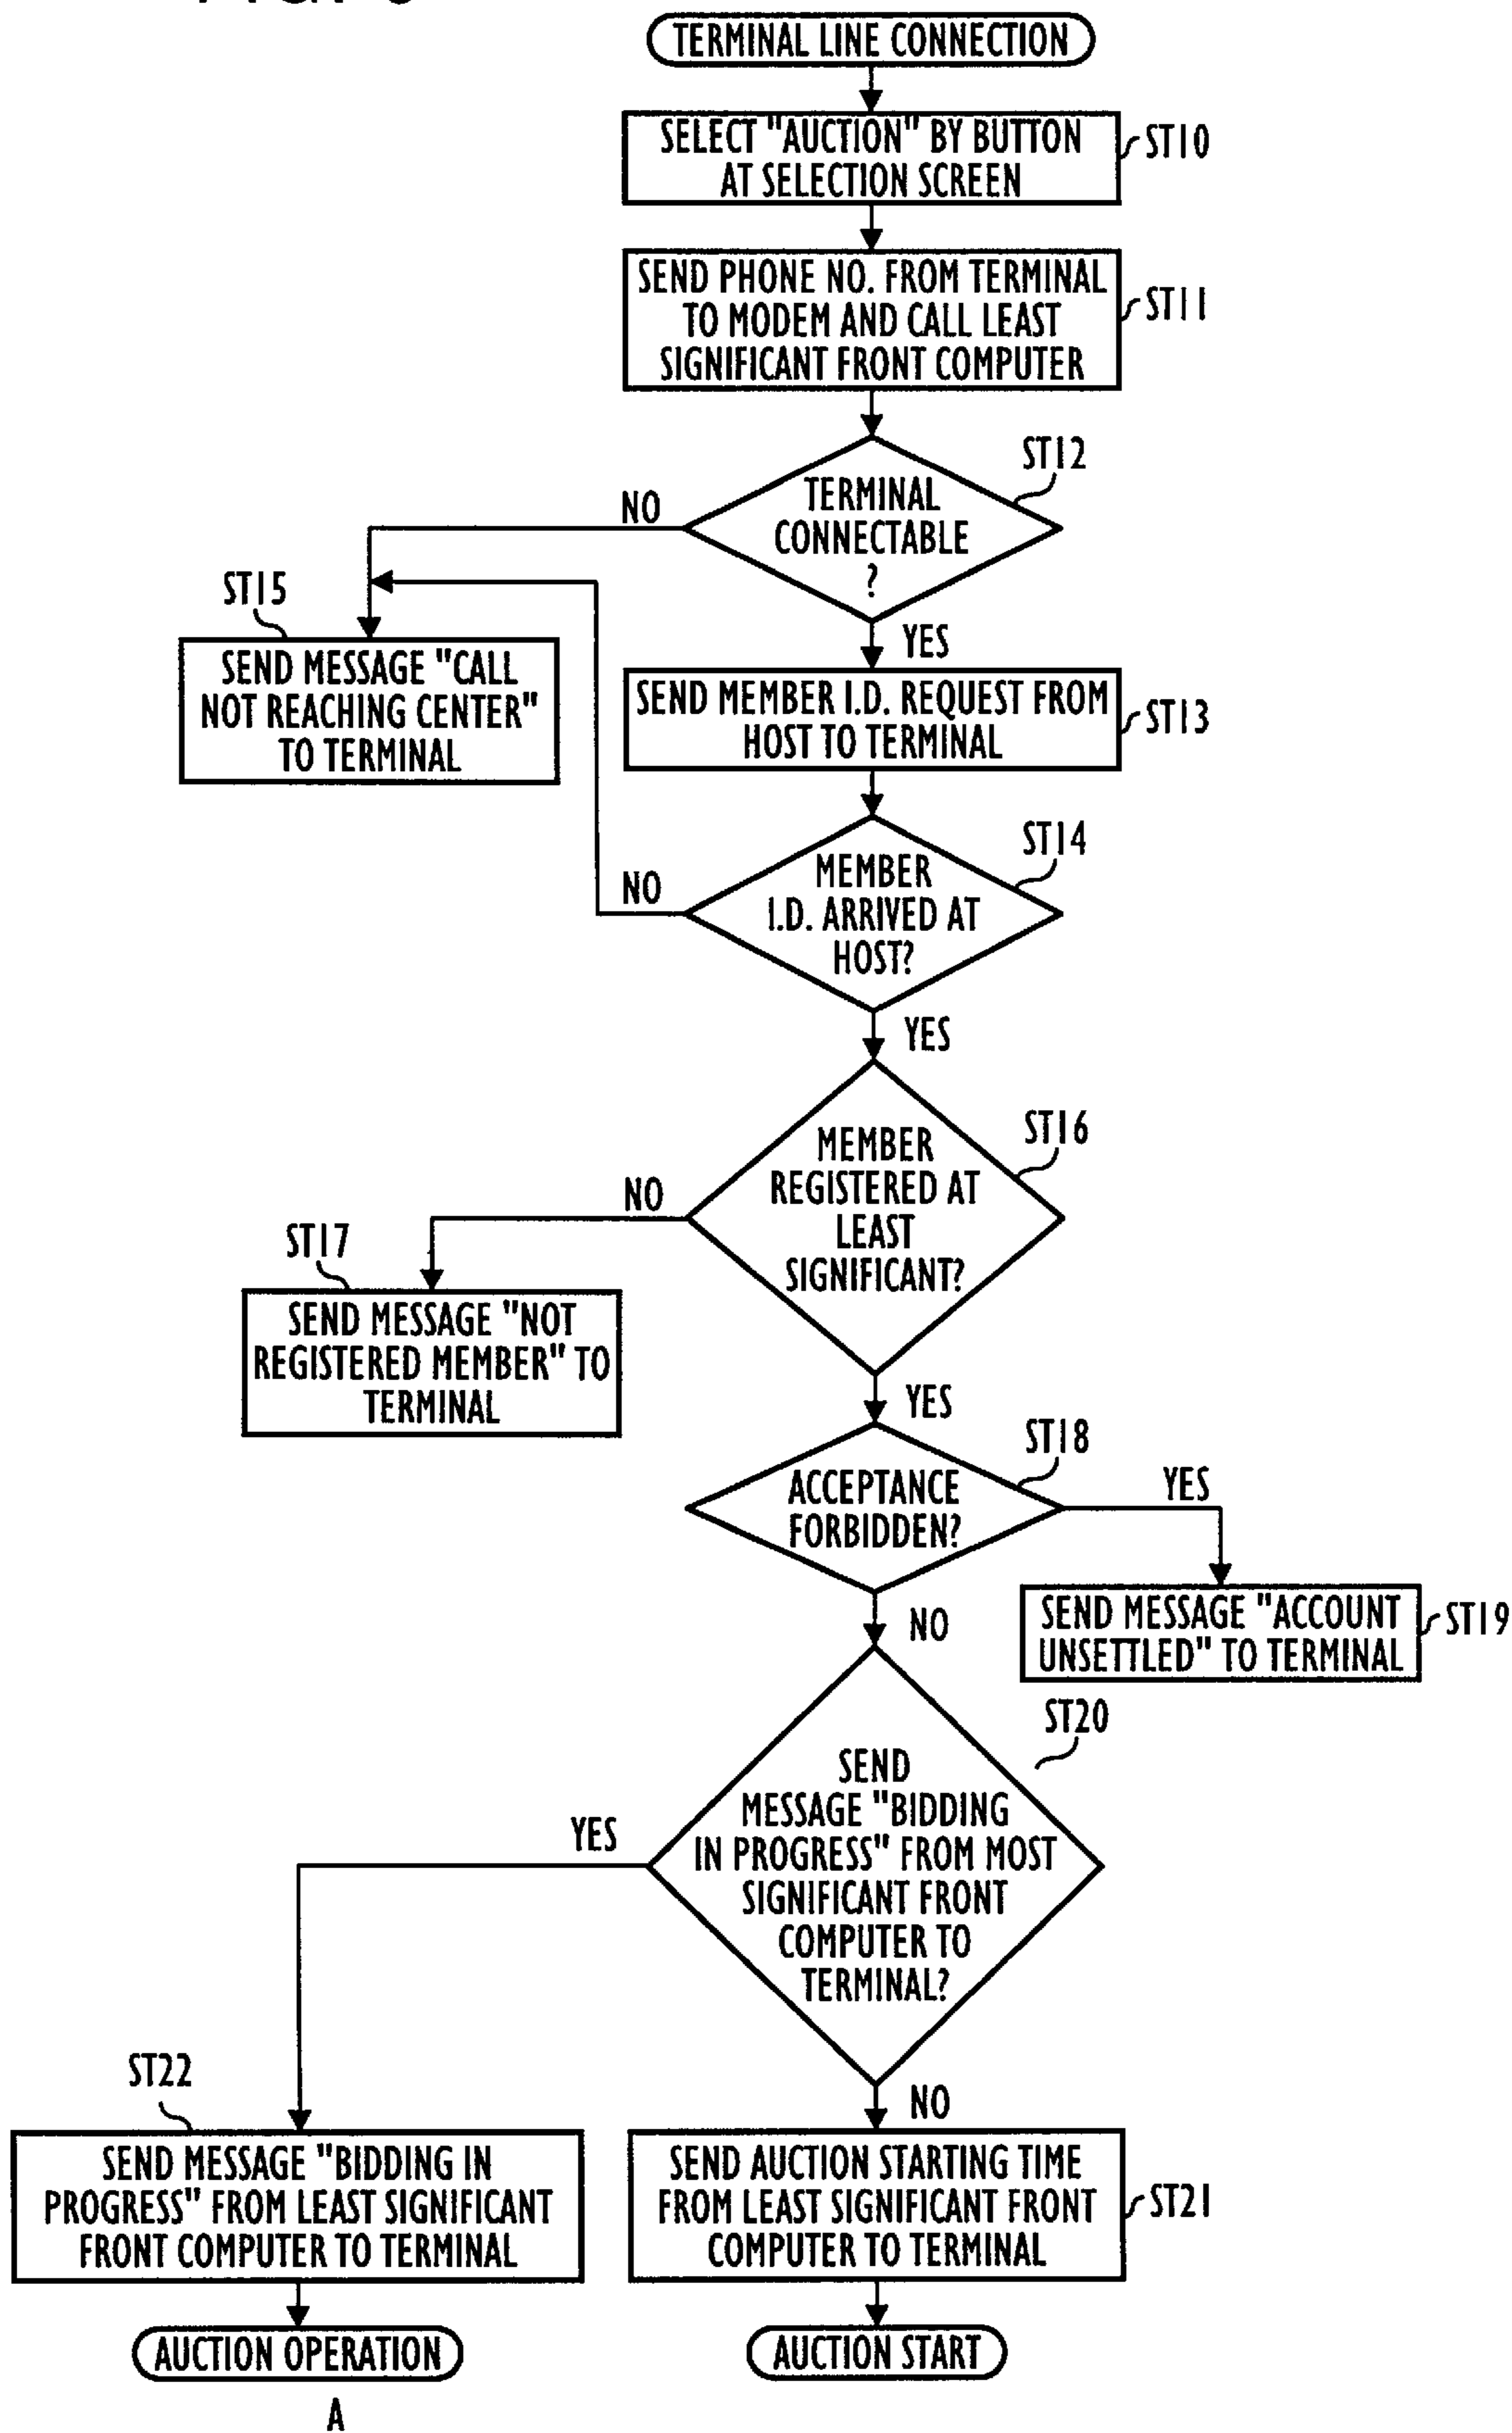 TERMINAL LINE CONNECTION
SELECT "AUCTION" BY BUTTON
AT SELECTION SCREEN
ST10
SEND PHONE NO. FROM TERMINAL
TO MODEM AND CALL LEAST
SIGNIFICANT FRONT COMPUTER
ST11
ST12
TERMINAL
CONNECTABLE
?
NO
YES
ST15
SEND MESSAGE "CALL
NOT REACHING CENTER"
TO TERMINAL
SEND MEMBER I.D. REQUEST FROM
HOST TO TERMINAL
ST13
ST14
MEMBER
I.D. ARRIVED AT
HOST?
NO
YES
ST16
MEMBER
REGISTERED AT
LEAST
SIGNIFICANT?
NO
ST17
SEND MESSAGE "NOT
REGISTERED MEMBER" TO
TERMINAL
YES
ST18
ACCEPTANCE
FORBIDDEN?
YES
SEND MESSAGE "ACCOUNT
UNSETTLED" TO TERMINAL
ST19
NO
ST20
SEND
MESSAGE "BIDDING
IN PROGRESS" FROM MOST
SIGNIFICANT FRONT
COMPUTER TO
TERMINAL?
YES
NO
ST22
SEND MESSAGE "BIDDING IN
PROGRESS" FROM LEAST SIGNIFICANT
FRONT COMPUTER TO TERMINAL
SEND AUCTION STARTING TIME
FROM LEAST SIGNIFICANT FRONT
COMPUTER TO TERMINAL
ST21
AUCTION OPERATION
AUCTION START
A